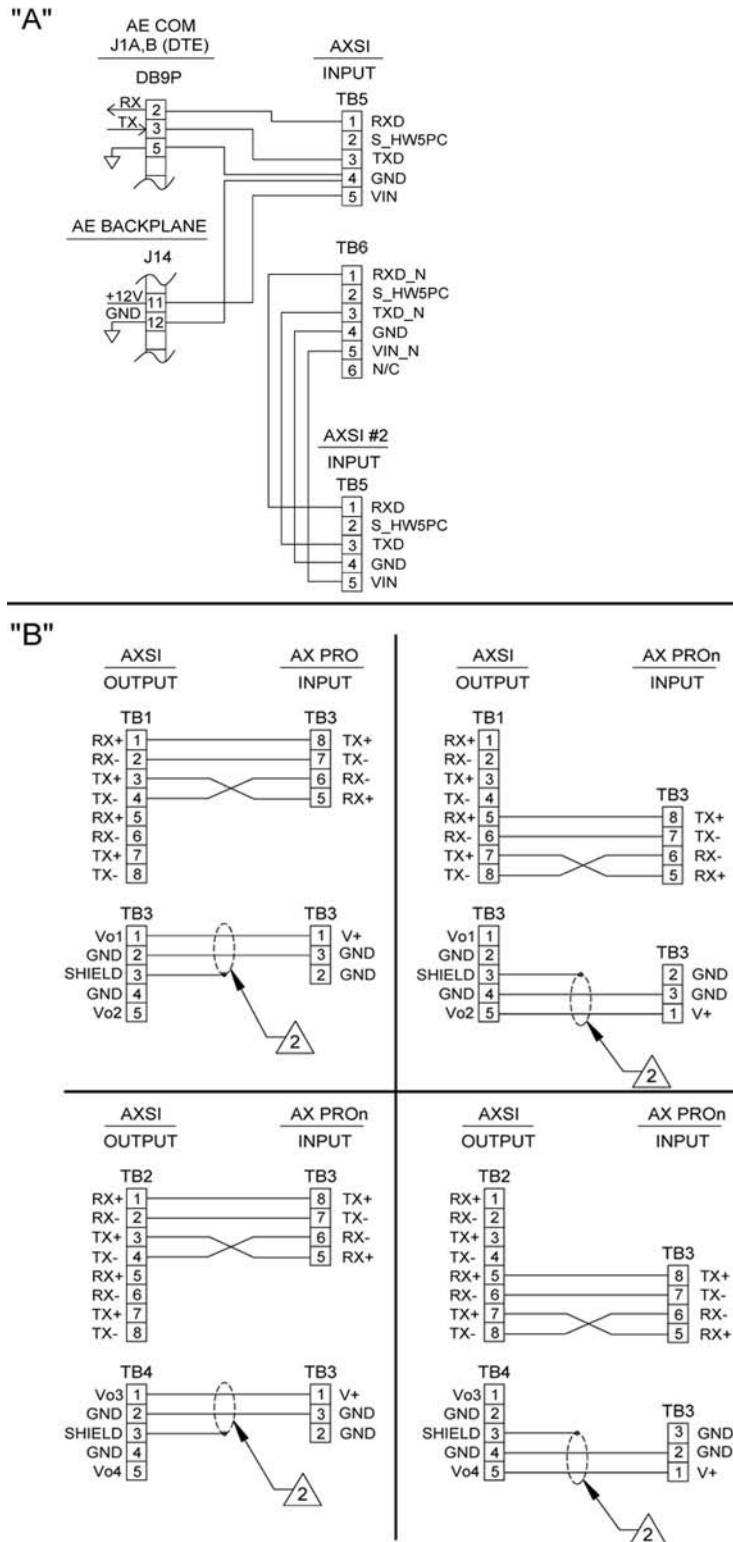 "A"
AE COM
J1A,B (DTE)
DB9P
RX 2
TX 3
5
AE BACKPLANE
J14
+12V 11
GND 12
AXSI
INPUT
TB5
1 RXD
2 S_HW5PC
3 TXD
4 GND
5 VIN
TB6
1 RXD_N
2 S_HW5PC
3 TXD_N
4 GND
5 VIN_N
6 N/C
AXSI #2
INPUT
TB5
1 RXD
2 S_HW5PC
3 TXD
4 GND
5 VIN
"B"
AXSI
OUTPUT
AX PRO
INPUT
TB1
TB3
RX+ 1
8 TX+
RX- 2
7 TX-
TX+ 3
6 RX-
TX- 4
5 RX+
RX+ 5
RX- 6
TX+ 7
TX- 8
TB3
TB3
Vo1 1
1 V+
GND 2
3 GND
SHIELD 3
2 GND
GND 4
Vo2 5
2
AXSI
OUTPUT
AX PROn
INPUT
TB1
RX+ 1
RX- 2
TX+ 3
TX- 4
TB3
RX+ 5
8 TX+
RX- 6
7 TX-
TX+ 7
6 RX-
TX- 8
5 RX+
TB3
Vo1 1
GND 2
TB3
SHIELD 3
2 GND
GND 4
3 GND
Vo2 5
1 V+
2
AXSI
OUTPUT
AX PROn
INPUT
TB2
TB3
RX+ 1
8 TX+
RX- 2
7 TX-
TX+ 3
6 RX-
TX- 4
5 RX+
RX+ 5
RX- 6
TX+ 7
TX- 8
TB4
TB3
Vo3 1
1 V+
GND 2
3 GND
SHIELD 3
2 GND
GND 4
Vo4 5
2
AXSI
OUTPUT
AX PROn
INPUT
TB2
RX+ 1
RX- 2
TX+ 3
TX- 4
TB3
RX+ 5
8 TX+
RX- 6
7 TX-
TX+ 7
6 RX-
TX- 8
5 RX+
TB4
Vo3 1
GND 2
TB3
SHIELD 3
3 GND
GND 4
2 GND
Vo4 5
1 V+
2